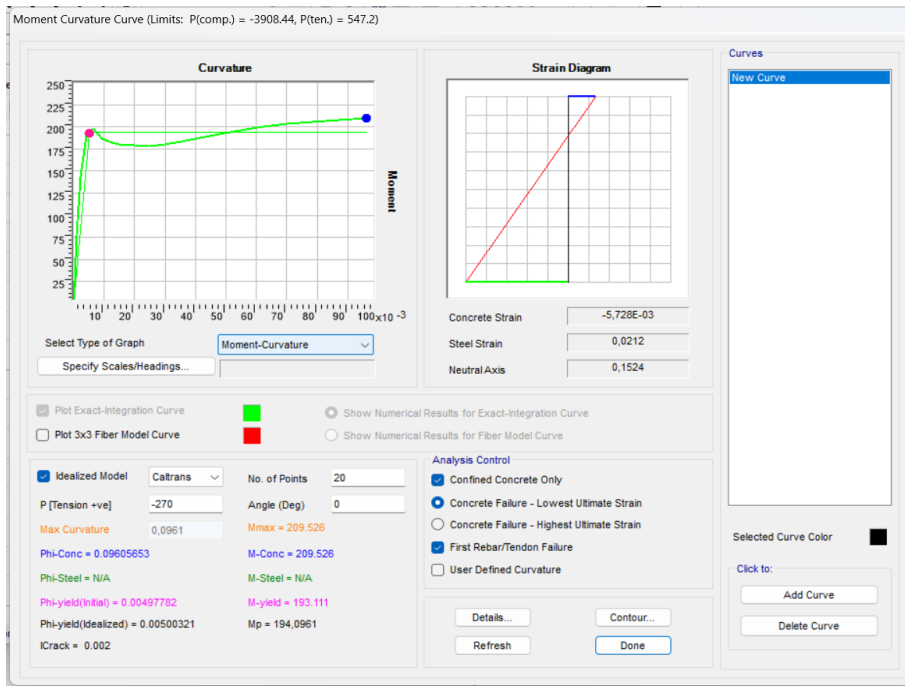 Moment Curvature Curve (Limits:  P(comp.) = -3908.44, P(ten.) = 547.2)
Curvature
250
225
200
175
150
125
100
75
50
25
10 20 30 40 50 60 70 80 90 100 x10 -3
Moment
Select Type of Graph
Moment-Curvature
Specify Scales/Headings...
Strain Diagram
Concrete Strain
-5,728E-03
Steel Strain
0,0212
Neutral Axis
0,1524
Curves
New Curve
Plot Exact-Integration Curve
Show Numerical Results for Exact-Integration Curve
Plot 3x3 Fiber Model Curve
Show Numerical Results for Fiber Model Curve
Idealized Model
Caltrans
No. of Points
20
P [Tension +ve]
-270
Angle (Deg)
0
Max Curvature
0,0961
Mmax = 209.526
Phi-Conc = 0.09605653
M-Conc = 209.526
Phi-Steel = N/A
M-Steel = N/A
Phi-yield(Initial) = 0.00497782
M-yield = 193.111
Phi-yield(Idealized) = 0.00500321
Mp = 194,0961
ICrack = 0.002
Analysis Control
Confined Concrete Only
Concrete Failure - Lowest Ultimate Strain
Concrete Failure - Highest Ultimate Strain
First Rebar/Tendon Failure
User Defined Curvature
Details...
Contour...
Refresh
Done
Selected Curve Color
Click to:
Add Curve
Delete Curve